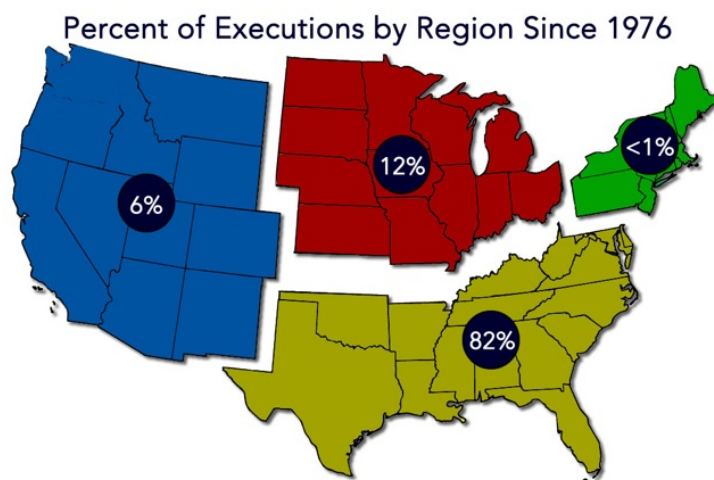 Percent of Executions by Region Since 1976
<1%
12%
6%
82%